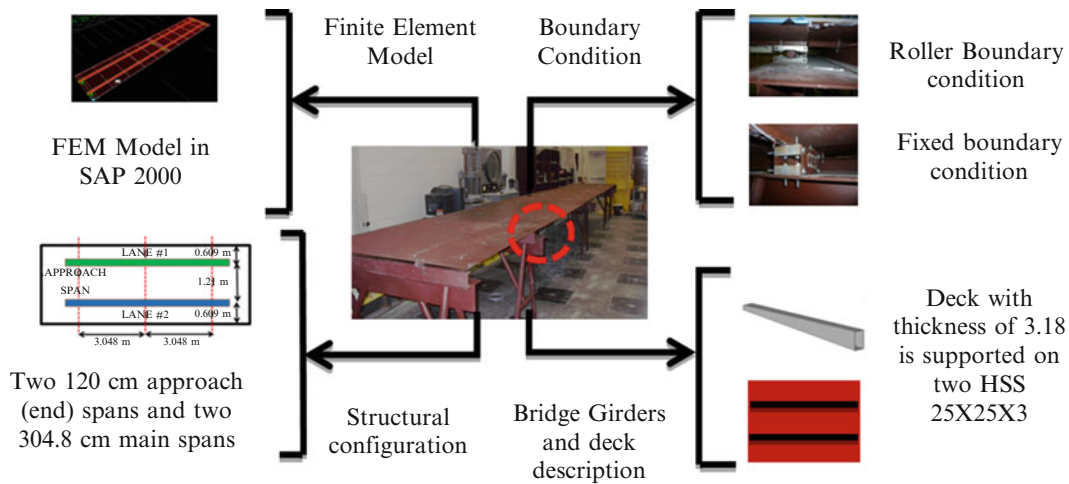 Finite Element
Model
Boundary
Condition
FEM Model in
SAP 2000
Roller Boundary
condition
Fixed boundary
condition
LANE #1
0.609 m
APPROACH
1.21 m
SPAN
LANE #2
0.609 m
3.048 m
3.048 m
Two 120 cm approach
(end) spans and two
304.8 cm main spans
Structural
configuration
Bridge Girders
and deck
description
Deck with
thickness of 3.18
is supported on
two HSS
25X25X3